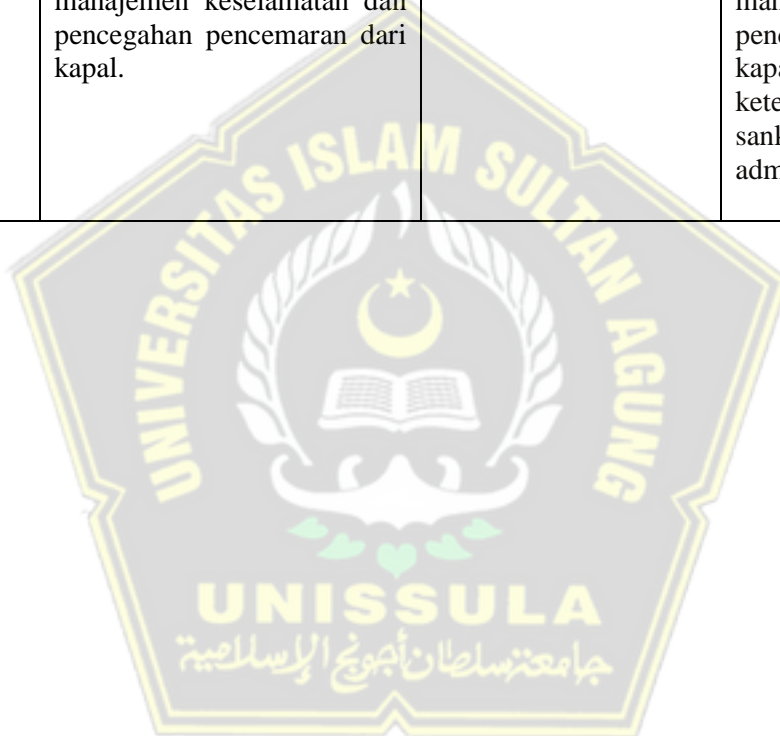 manajemen keselamatan dan
pencegahan pencemaran dari
kapal.
UNIVERSITAS ISLAM SULTAN AGUNG
UNISSULA
جامعة سلطان أجونج الإسلامية